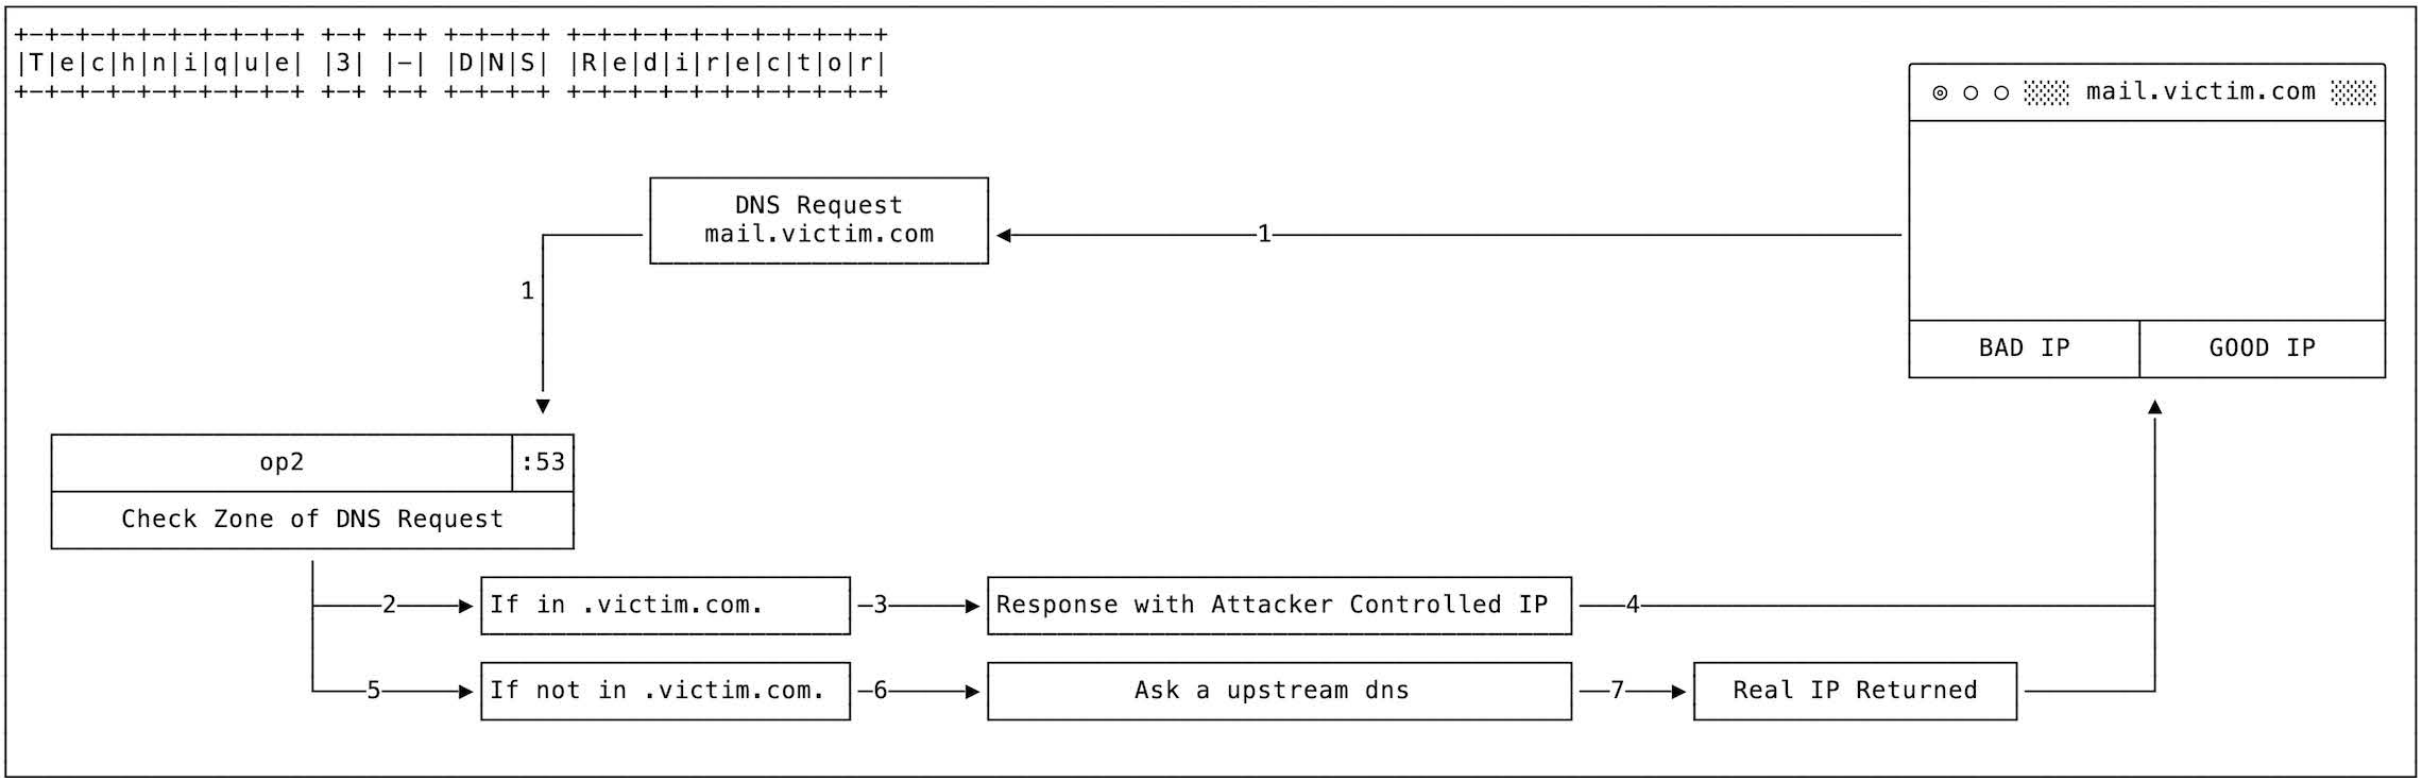 +-+-+-+-+-+-+-+-+-+ +-+ +-+ +-+-+-+ +-+-+-+-+-+-+-+-+-+-+
|T|e|c|h|n|i|q|u|e| |3| |-| |D|N|S| |R|e|d|i|r|e|c|t|o|r|
+-+-+-+-+-+-+-+-+-+ +-+ +-+ +-+-+-+ +-+-+-+-+-+-+-+-+-+-+
mail.victim.com
DNS Request
mail.victim.com
1
1
BAD IP
GOOD IP
op2
:53
Check Zone of DNS Request
2
If in .victim.com.
3
Response with Attacker Controlled IP
4
5
If not in .victim.com.
6
Ask a upstream dns
7
Real IP Returned